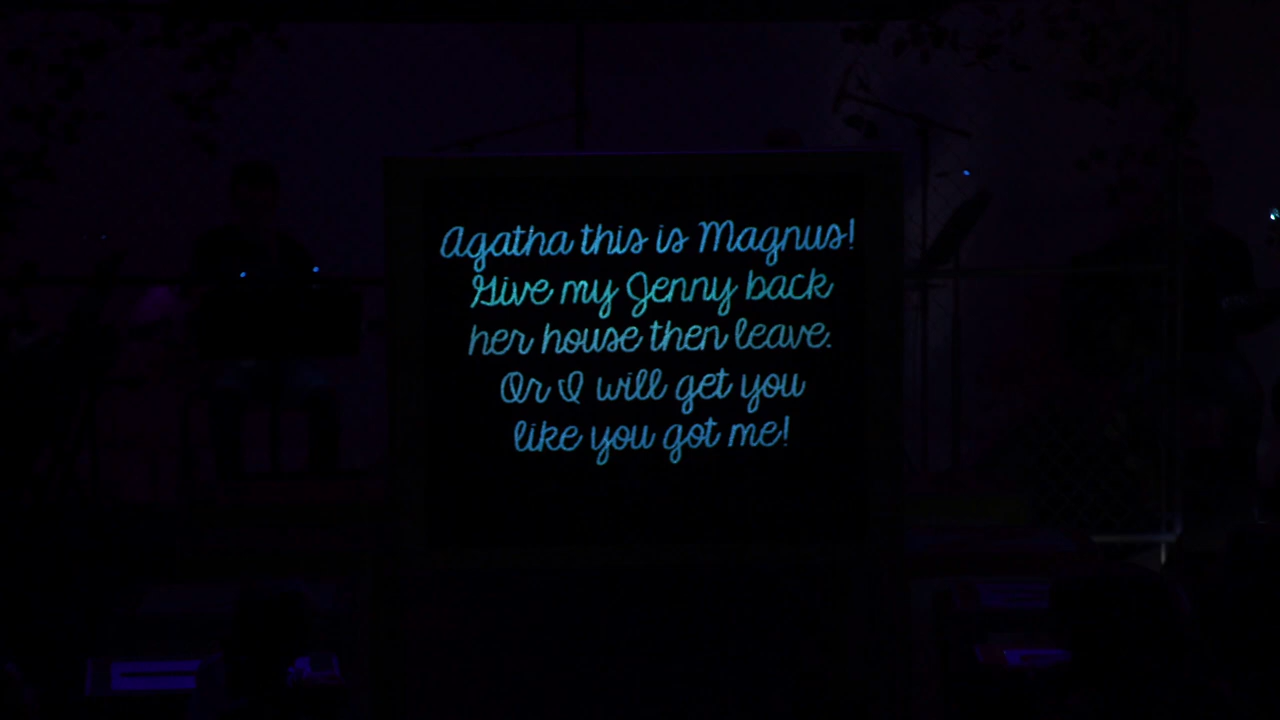 Agatha this is Magnus!
Give my Jenny back
her house then leave.
Or I will get you
like you got me!